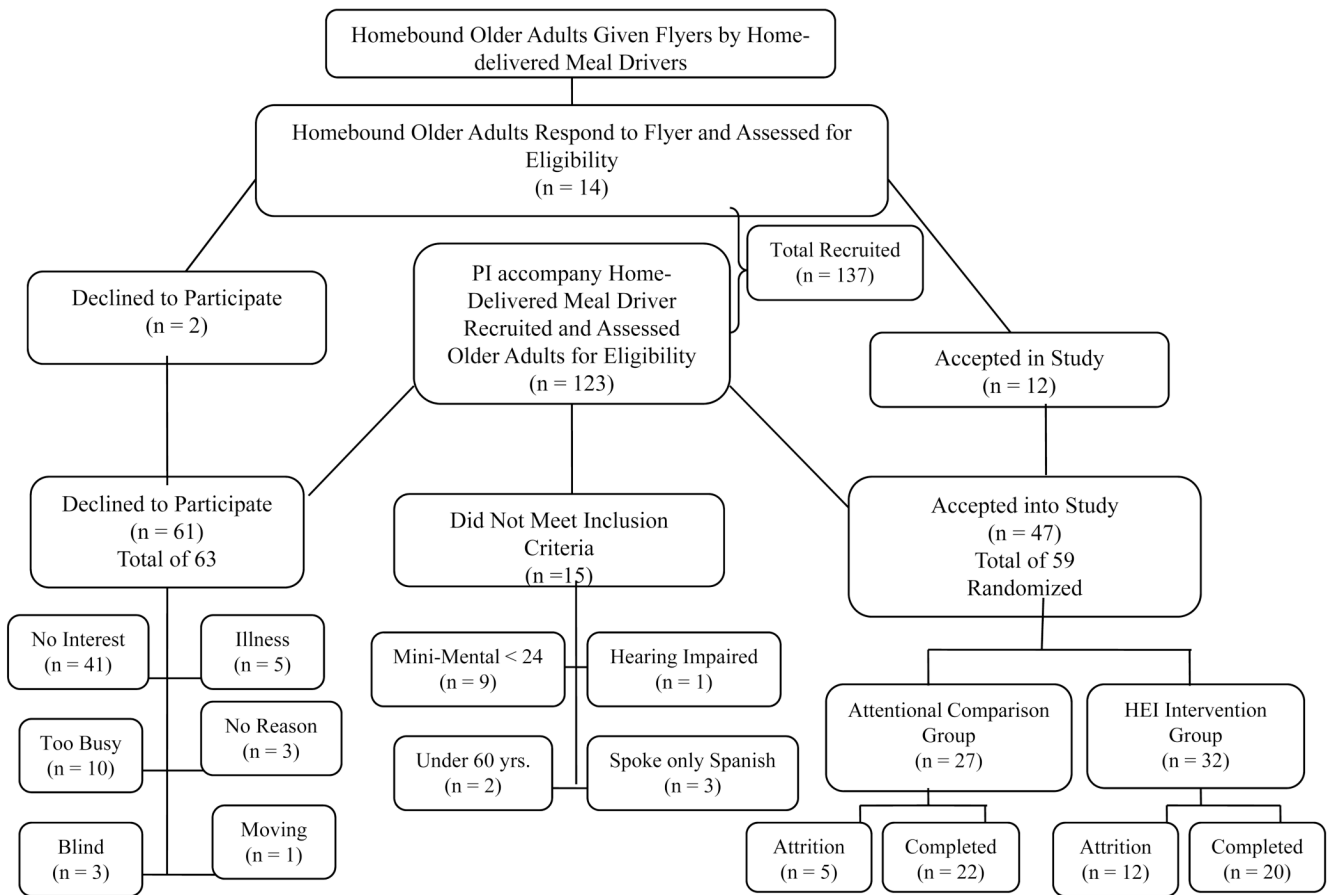 Homebound Older Adults Given Flyers by Home-
delivered Meal Drivers
Homebound Older Adults Respond to Flyer and Assessed for
Eligibility
(n = 14)
Total Recruited
(n = 137)
PI accompany Home-
Delivered Meal Driver
Recruited and Assessed
Older Adults for Eligibility
(n = 123)
Declined to Participate
(n = 2)
Accepted in Study
(n = 12)
Declined to Participate
(n = 61)
Total of 63
Did Not Meet Inclusion
Criteria
(n =15)
Accepted into Study
(n = 47)
Total of 59
Randomized
No Interest
(n = 41)
Illness
(n = 5)
Too Busy
(n = 10)
No Reason
(n = 3)
Blind
(n = 3)
Moving
(n = 1)
Mini-Mental < 24
(n = 9)
Hearing Impaired
(n = 1)
Under 60 yrs.
(n = 2)
Spoke only Spanish
(n = 3)
Attentional Comparison
Group
(n = 27)
HEI Intervention
Group
(n = 32)
Attrition
(n = 5)
Completed
(n = 22)
Attrition
(n = 12)
Completed
(n = 20)